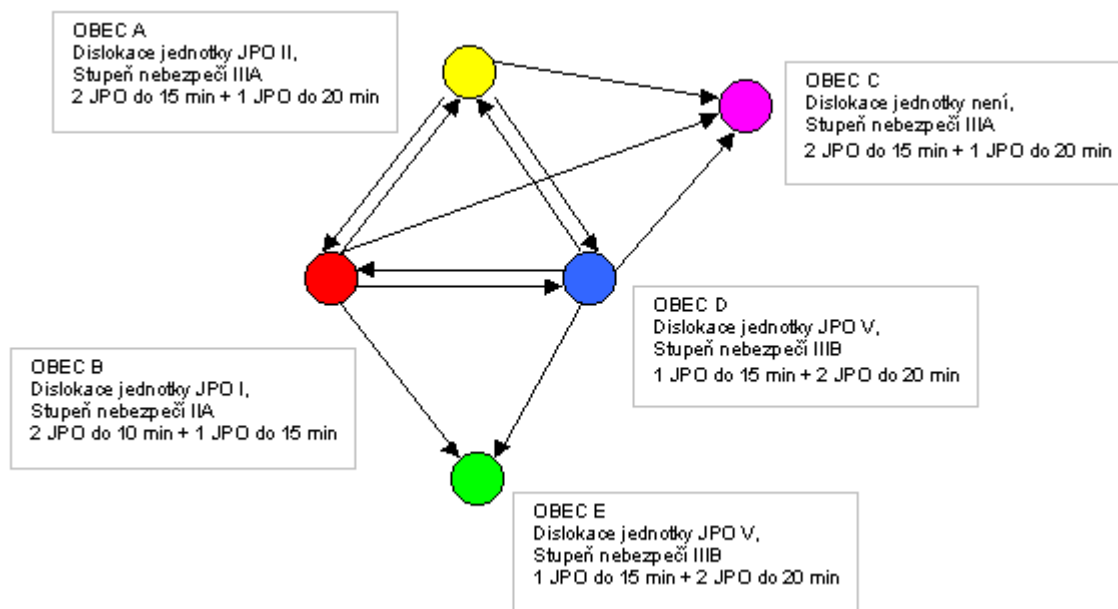 OBEC A
Dislokace jednotky JPO II,
Stupeň nebezpečí IIIA
2 JPO do 15 min + 1 JPO do 20 min
OBEC C
Dislokace jednotky není,
Stupeň nebezpečí IIIA
2 JPO do 15 min + 1 JPO do 20 min
OBEC D
Dislokace jednotky JPO V,
Stupeň nebezpečí IIIB
1 JPO do 15 min + 2 JPO do 20 min
OBEC B
Dislokace jednotky JPO I,
Stupeň nebezpečí IIA
2 JPO do 10 min + 1 JPO do 15 min
OBEC E
Dislokace jednotky JPO V,
Stupeň nebezpečí IIIB
1 JPO do 15 min + 2 JPO do 20 min